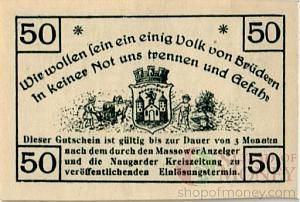 50 * * 50
Wir wollen sein ein einig Volk von Brüdern
In keiner Not uns trennen und Gefahr
Dieser Gutschein ist gültig bis zur Dauer von 3 Monaten
nach dem durch den Massower Anzeiger
50 und die Naugarder Kreiszeitung zu 50
veröffentlichenden Einlösungstermin.
shopofmoney.com